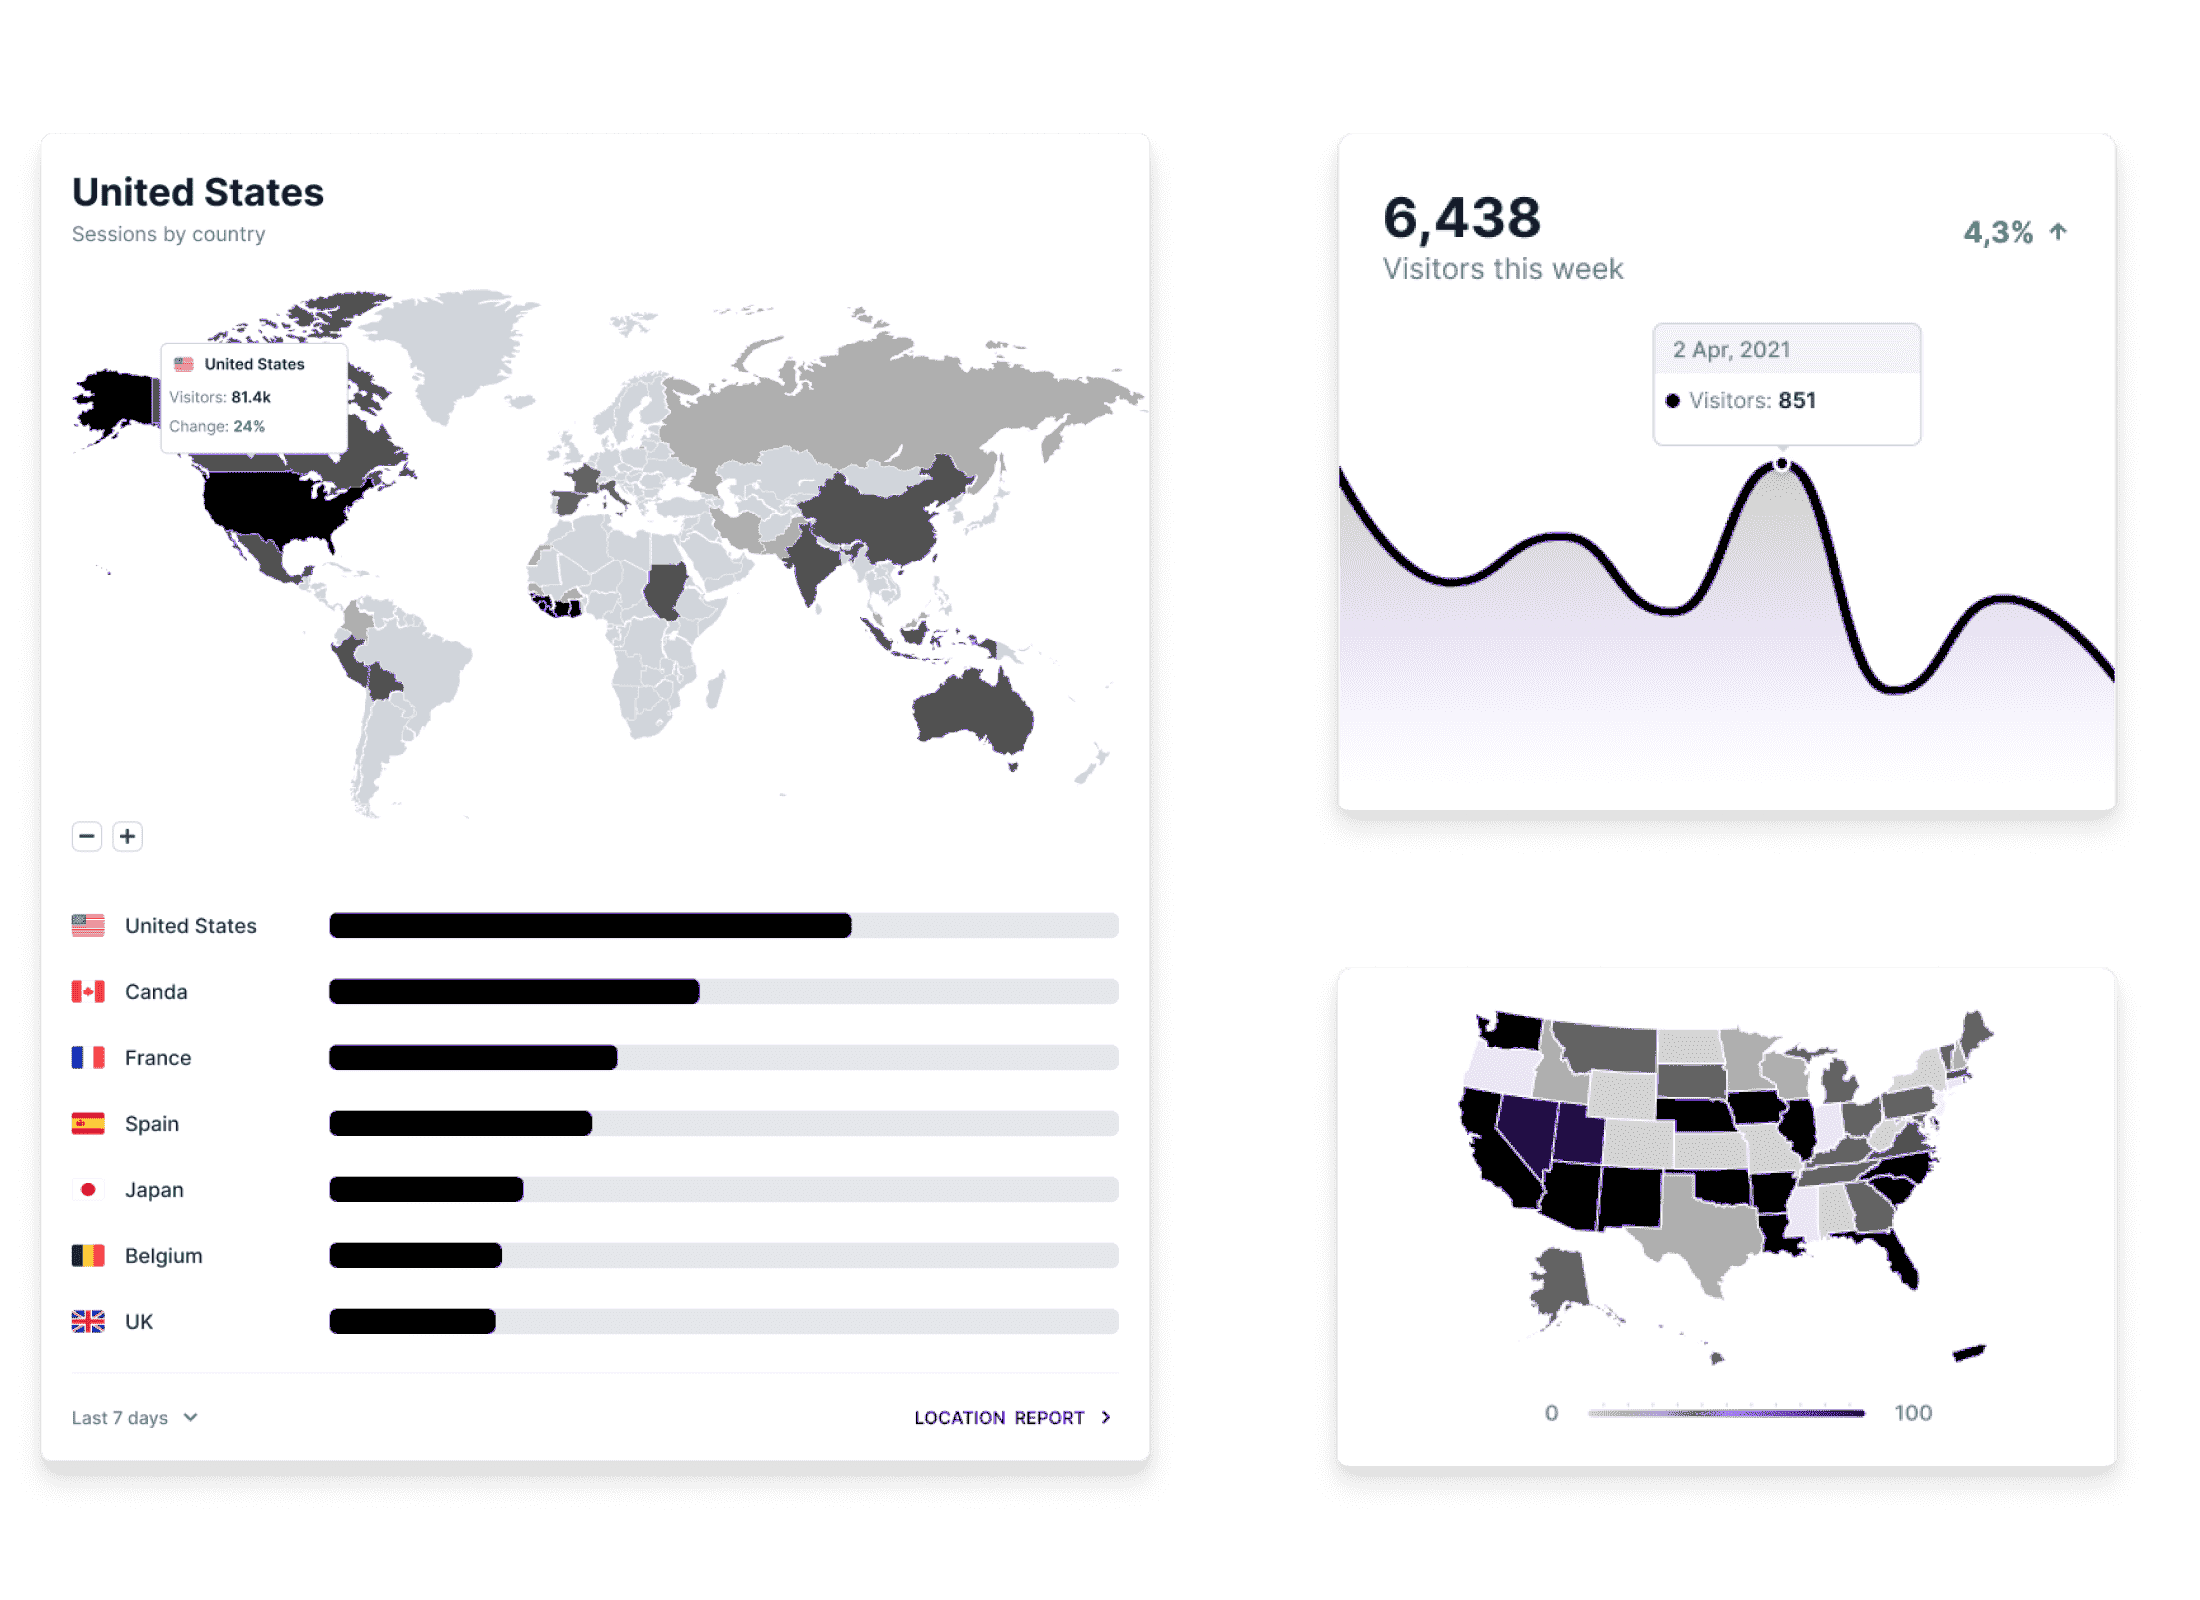 United States
Sessions by country
United States
Visitors: 81.4k
Change: 24%
United States
Canda
France
Spain
Japan
Belgium
UK
Last 7 days
LOCATION REPORT
6,438
4,3%
Visitors this week
2 Apr, 2021
Visitors: 851
0
100